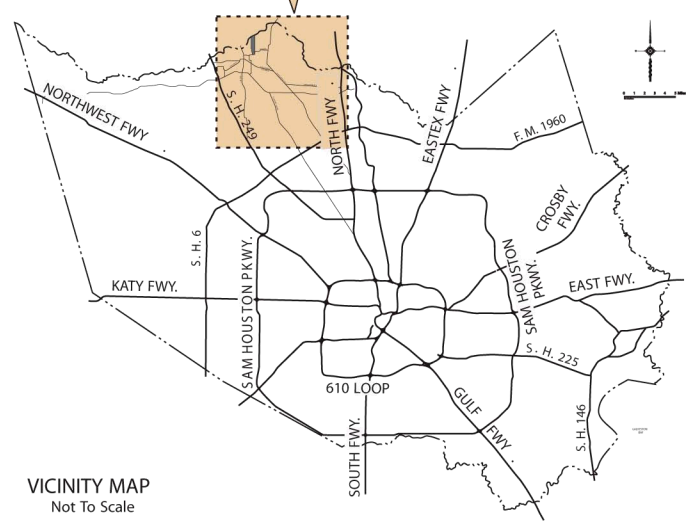 NORTHWEST FWY
S. H. 249
NORTH FWY.
EASTEX FWY
F. M. 1960
CROSBY
FWY.
S. H. 6
SAM HOUSTON PKWY.
KATY FWY.
SAM HOUSTON
PKWY.
EAST FWY.
S. H. 225
610 LOOP
GULF FWY.
SOUTH FWY.
S. H. 146
VICINITY MAP
Not To Scale